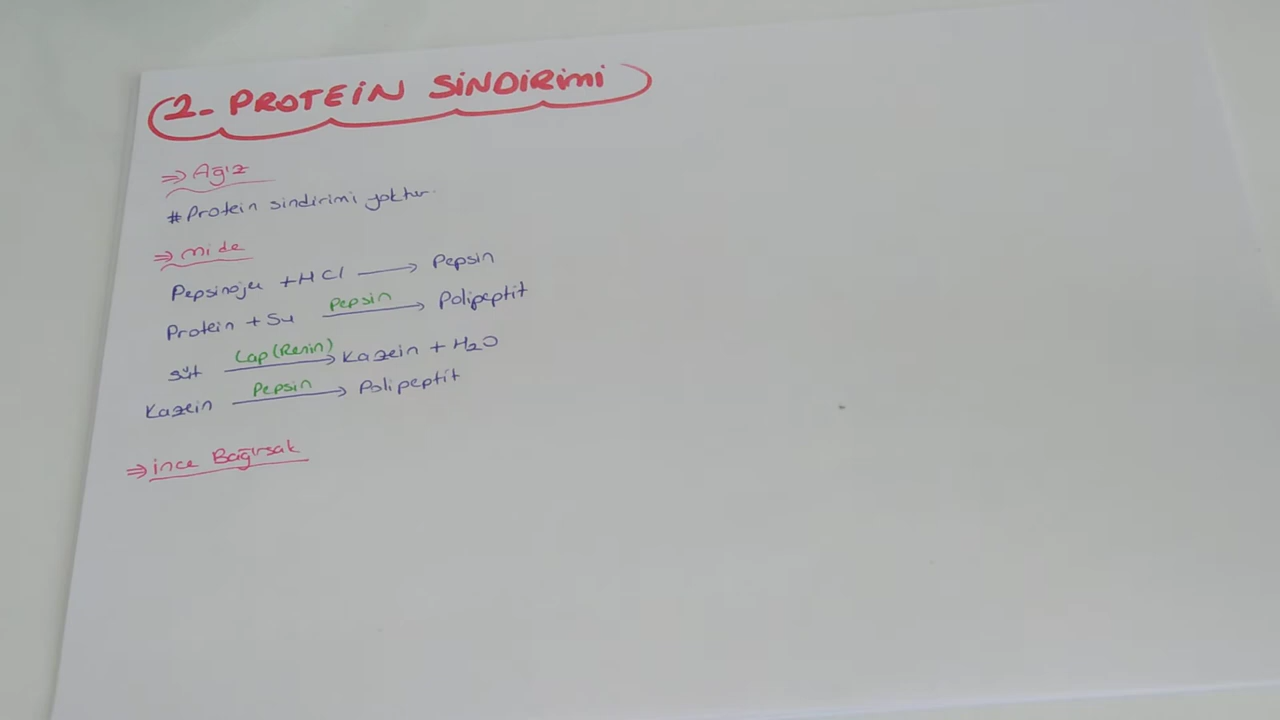 2- PROTEİN SİNDİRİMİ
⇒ Ağız
# Protein sindirimi yoktur.
⇒ mide
Pepsinojen + HCl → Pepsin
Protein + Su Pepsin → Polipeptit
süt Lap (Renin) → Kazein + H₂O
Kazein Pepsin → Polipeptit
⇒ İnce Bağırsak